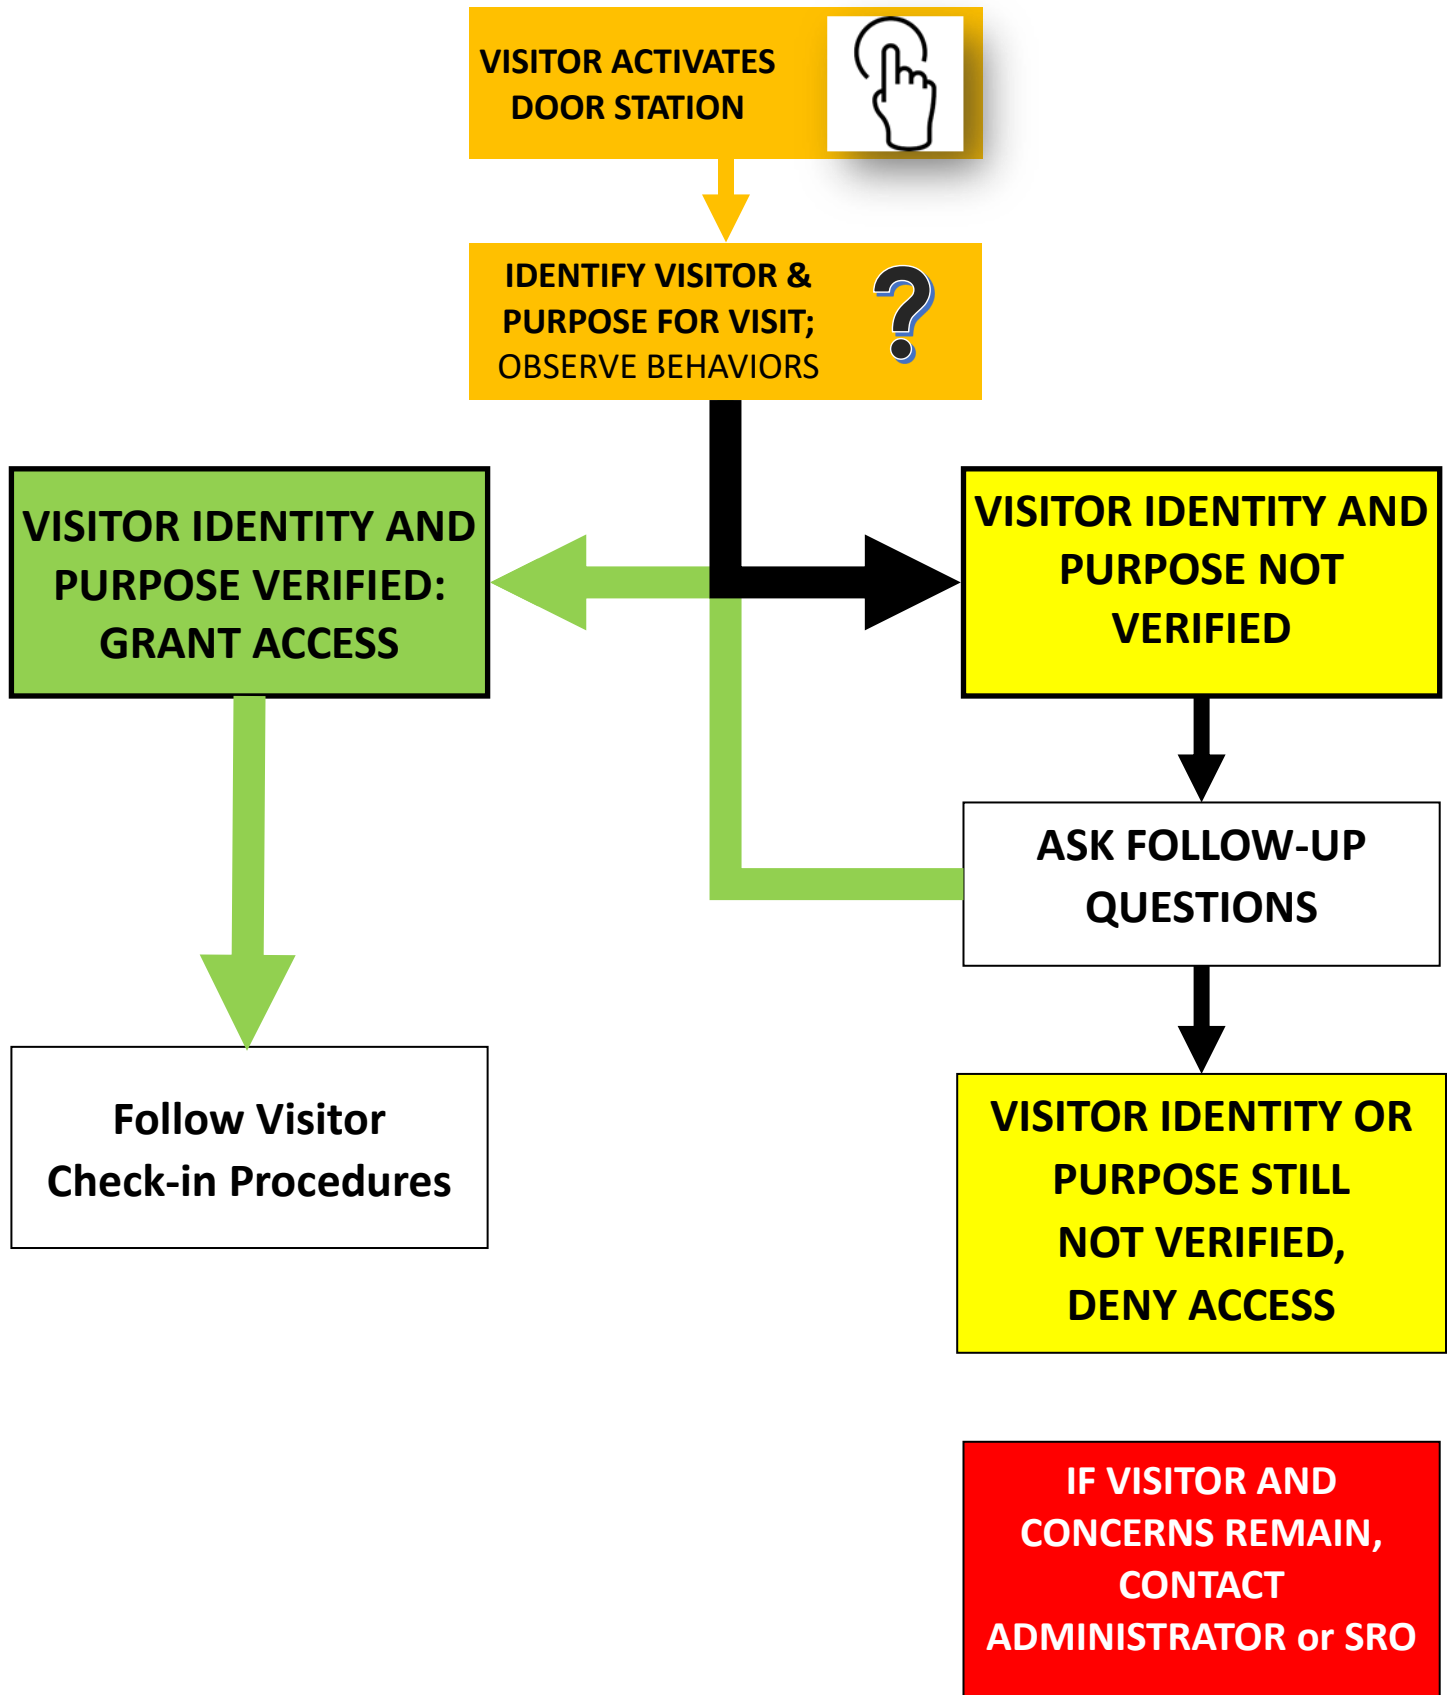 VISITOR ACTIVATES
DOOR STATION
IDENTIFY VISITOR &
PURPOSE FOR VISIT;
OBSERVE BEHAVIORS
?
VISITOR IDENTITY AND
PURPOSE VERIFIED:
GRANT ACCESS
VISITOR IDENTITY AND
PURPOSE NOT
VERIFIED
ASK FOLLOW-UP
QUESTIONS
Follow Visitor
Check-in Procedures
VISITOR IDENTITY OR
PURPOSE STILL
NOT VERIFIED,
DENY ACCESS
IF VISITOR AND
CONCERNS REMAIN,
CONTACT
ADMINISTRATOR or SRO